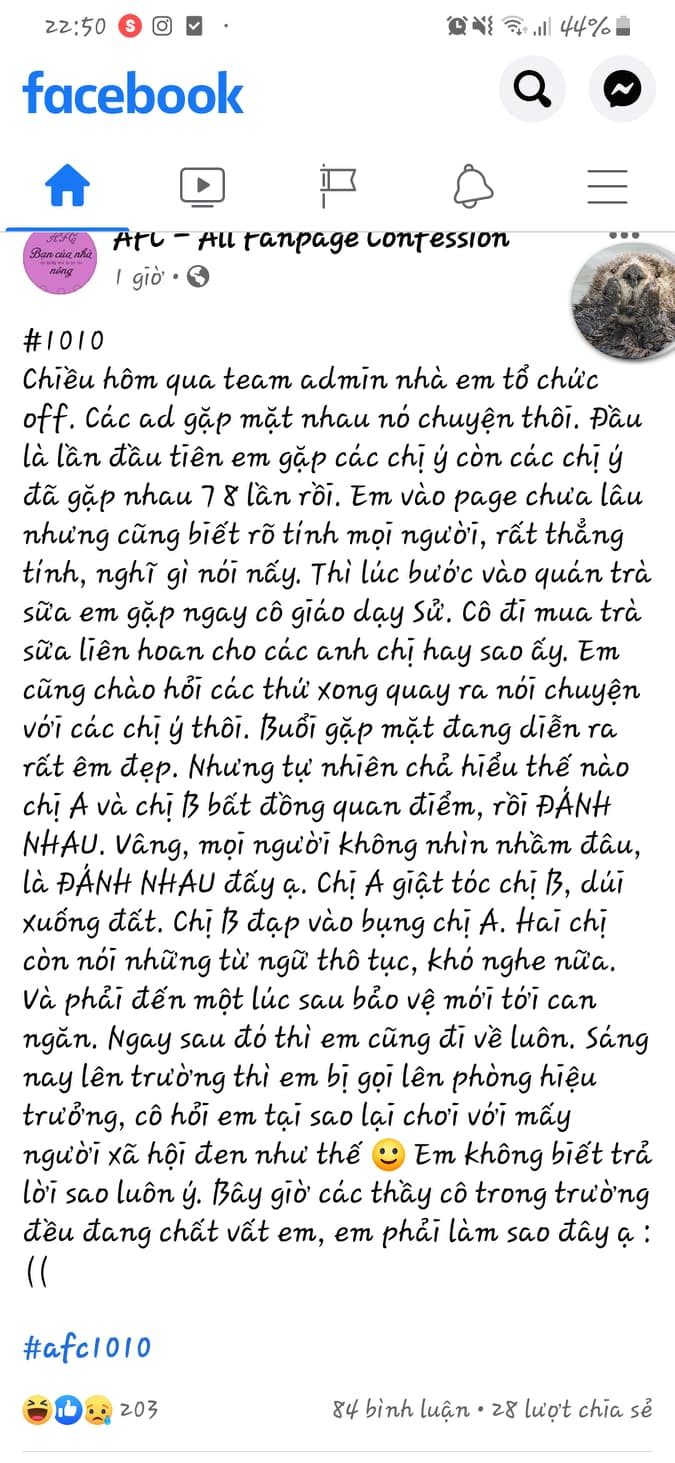 22:50 44%
facebook
AFC - All Fanpage Confession
Bạn của nhà
nông
1 giờ
#1010
Chiều hôm qua team admin nhà em tổ chức
off. Các ad gặp mặt nhau nó chuyện thôi. Đầu
là lần đầu tiên em gặp các chị ý còn các chị ý
đã gặp nhau 7 8 lần rồi. Em vào page chưa lâu
nhưng cũng biết rõ tính mọi người, rất thẳng
tính, nghĩ gì nói nấy. Thì lúc bước vào quán trà
sữa em gặp ngay cô giáo dạy Sử. Cô đi mua trà
sữa liên hoan cho các anh chị hay sao ấy. Em
cũng chào hỏi các thứ xong quay ra nói chuyện
với các chị ý thôi. Buổi gặp mặt đang diễn ra
rất êm đẹp. Nhưng tự nhiên chả hiểu thế nào
chị A và chị B bất đồng quan điểm, rồi ĐÁNH
NHAU. Vâng, mọi người không nhìn nhầm đâu,
là ĐÁNH NHAU đấy ạ. Chị A giật tóc chị B, dúi
xuống đất. Chị B đạp vào bụng chị A. Hai chị
còn nói những từ ngữ thô tục, khó nghe nữa.
Và phải đến một lúc sau bảo vệ mới tới can
ngăn. Ngay sau đó thì em cũng đi về luôn. Sáng
nay lên trường thì em bị gọi lên phòng hiệu
trưởng, cô hỏi em tại sao lại chơi với mấy
người xã hội đen như thế 🙂 Em không biết trả
lời sao luôn ý. Bây giờ các thầy cô trong trường
đều đang chất vất em, em phải làm sao đây ạ :
((
#afc1010
203 84 bình luận • 28 lượt chia sẻ